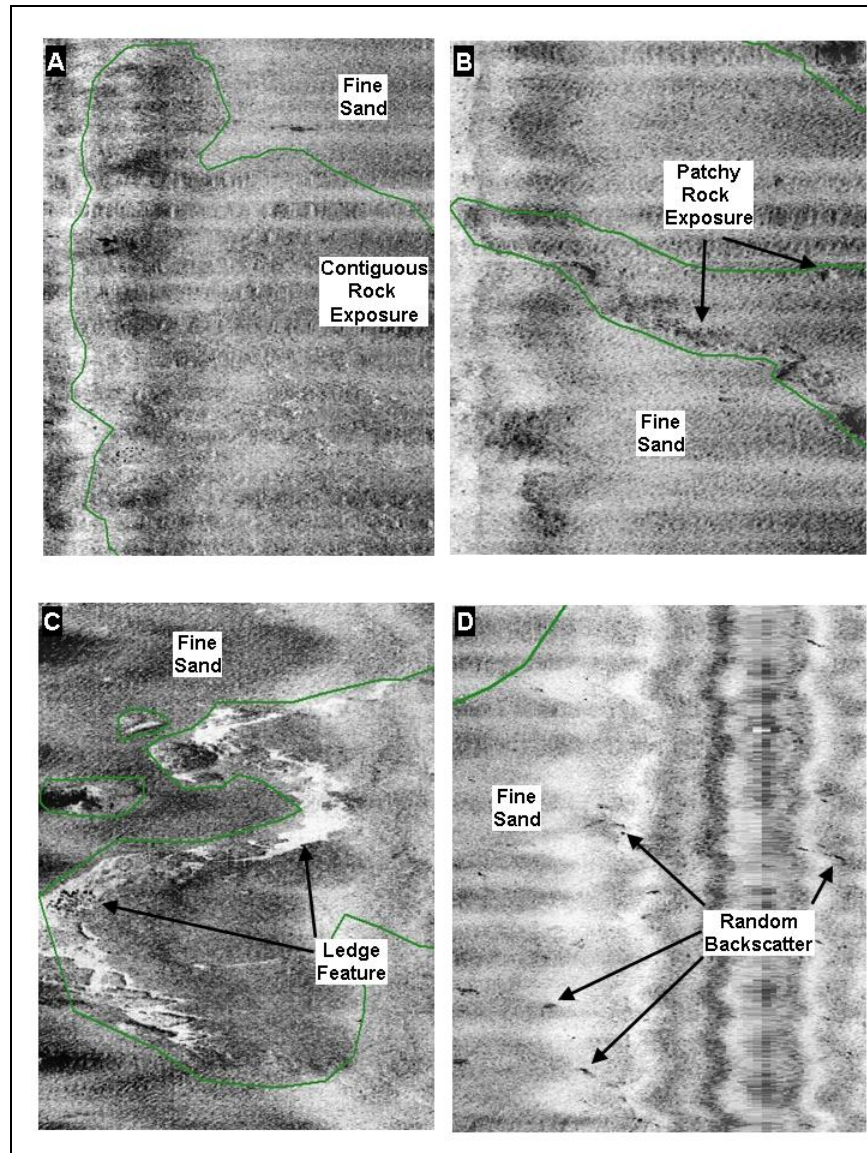 A
Fine
Sand
Contiguous
Rock
Exposure
B
Patchy
Rock
Exposure
Fine
Sand
C
Fine
Sand
Ledge
Feature
D
Fine
Sand
Random
Backscatter